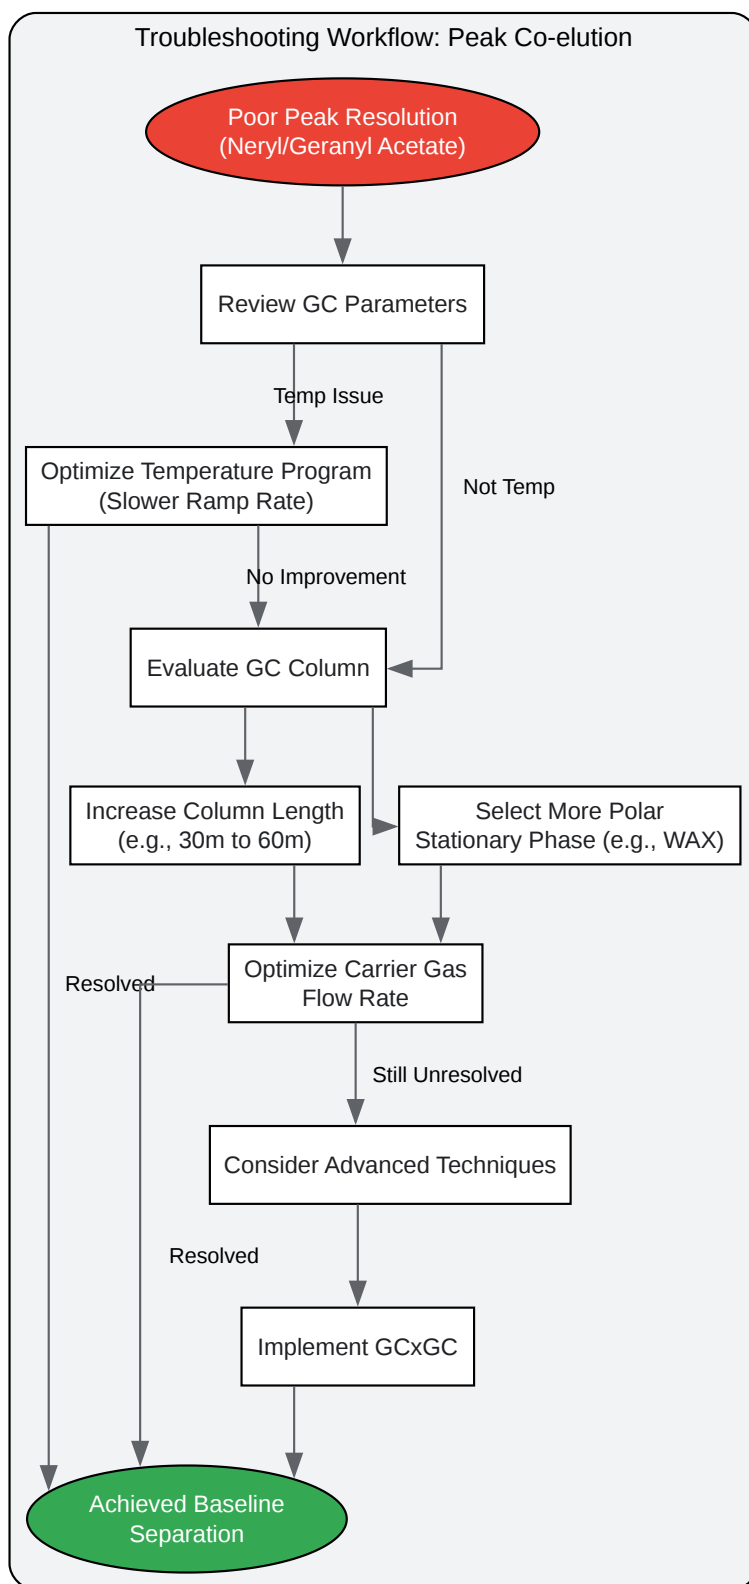 Troubleshooting Workflow: Peak Co-elution
Poor Peak Resolution
(Neryl/Geranyl Acetate)
Review GC Parameters
Temp Issue
Optimize Temperature Program
(Slower Ramp Rate)
Not Temp
No Improvement
Evaluate GC Column
Increase Column Length
(e.g., 30m to 60m)
Select More Polar
Stationary Phase (e.g., WAX)
Optimize Carrier Gas
Flow Rate
Resolved
Still Unresolved
Consider Advanced Techniques
Resolved
Implement GCxGC
Achieved Baseline
Separation